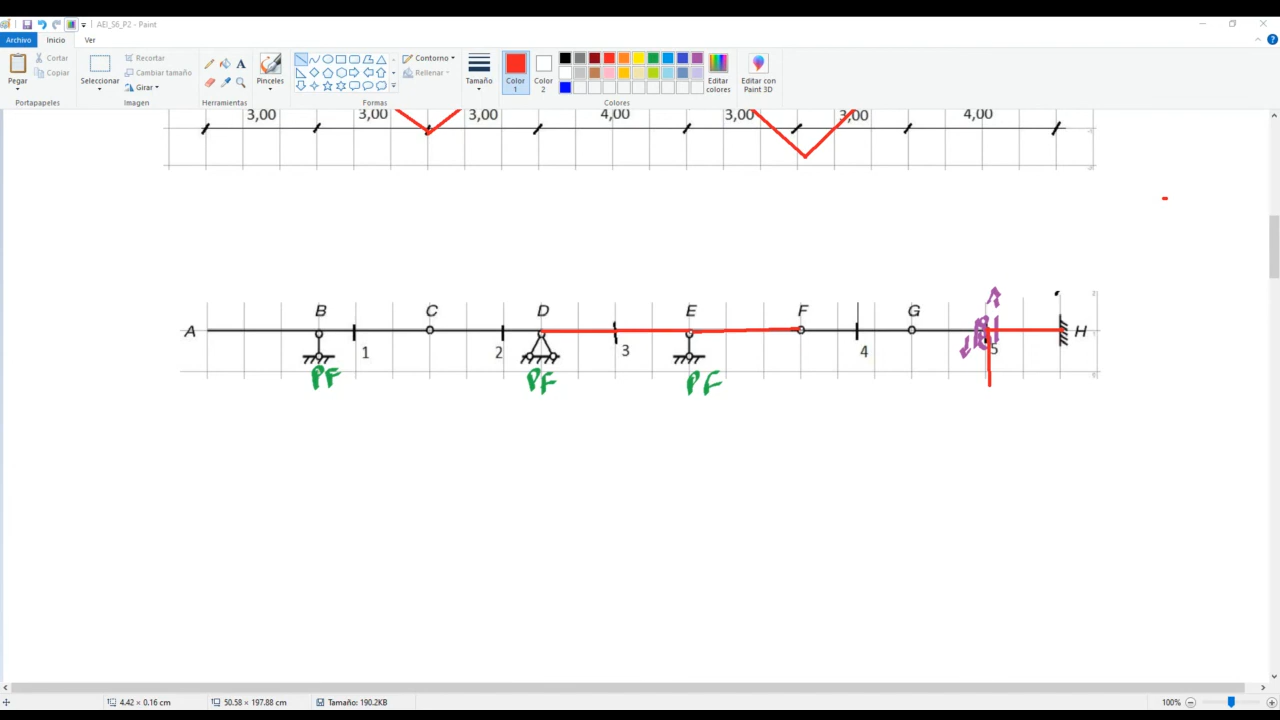 AEI_S6_P2 - Paint
Archivo Inicio Ver
Pegar
Cortar
Copiar
Portapapeles
Seleccionar
Recortar
Cambiar tamaño
Girar
Imagen
A
Herramientas
Pinceles
Contorno
Rellenar
Formas
Tamaño
Color 1
Color 2
Editar colores
Colores
Editar con Paint 3D
3,00 3,00 3,00 4,00 3,00 3,00 4,00
B C D E F G
A H
1 2 3 4 5
PF PF PF
4.42 × 0.16 cm 50.58 × 197.88 cm Tamaño: 190.2KB 100%